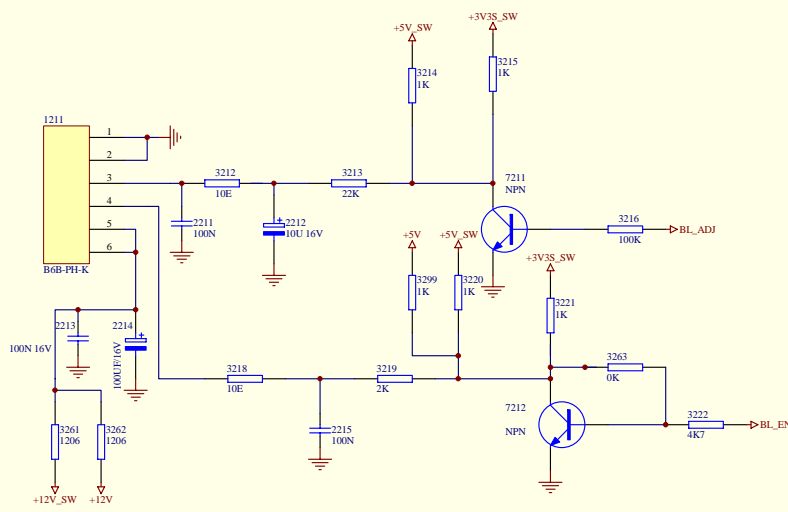 +3V3S_SW
+5V_SW
3215
1K
3214
1K
1211
1
2
3
4
5
6
B6B-PH-K
3212
10E
3213
22K
7211
NPN
2211
100N
2212
10U 16V
3216
100K
BL_ADJ
+5V
+5V_SW
+3V3S_SW
3299
1K
3220
1K
3221
1K
2213
100N 16V
2214
100UF/16V
3218
10E
3219
2K
3263
0K
7212
NPN
3222
4K7
BL_EN
2215
100N
3261
1206
3262
1206
+12V_SW
+12V